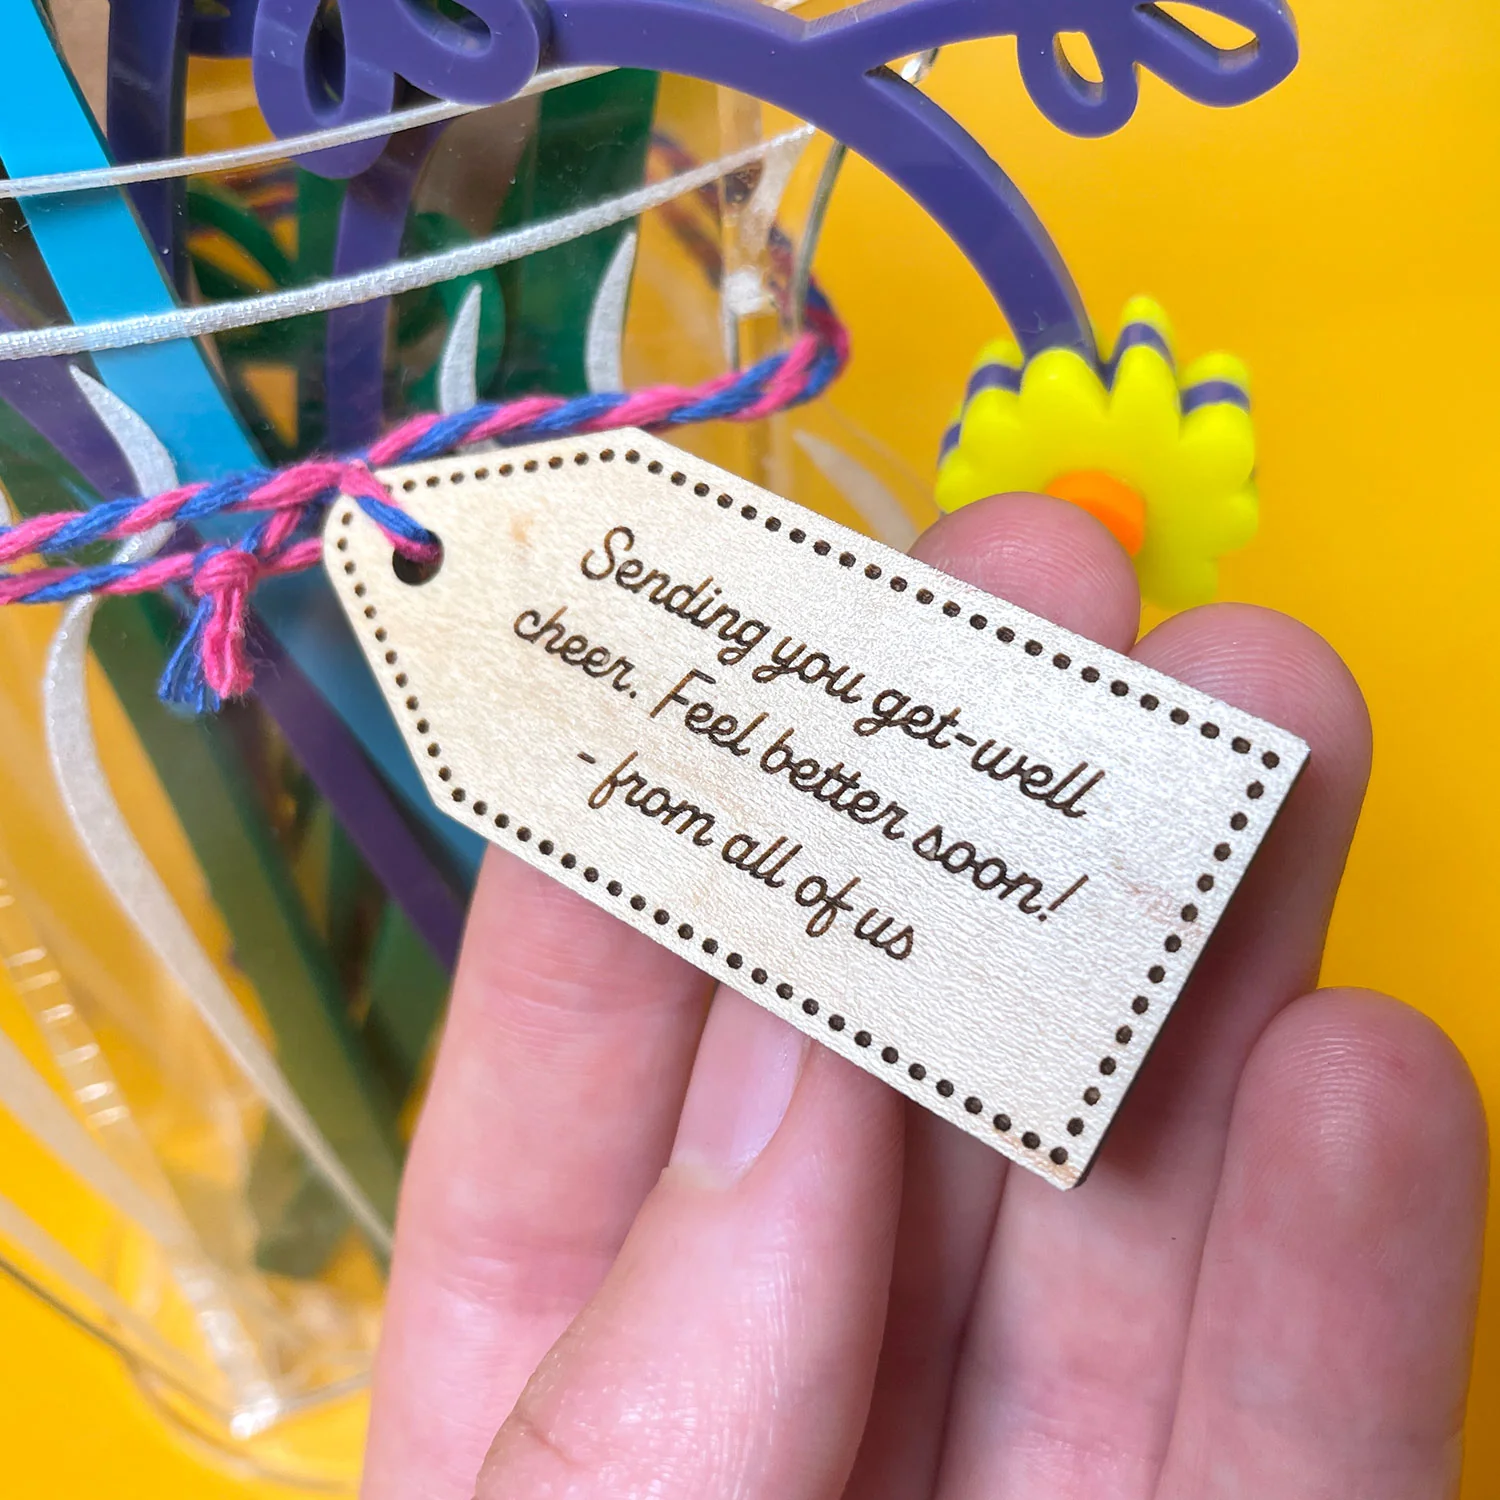 Sending you get-well
cheer. Feel better soon!
-from all of us